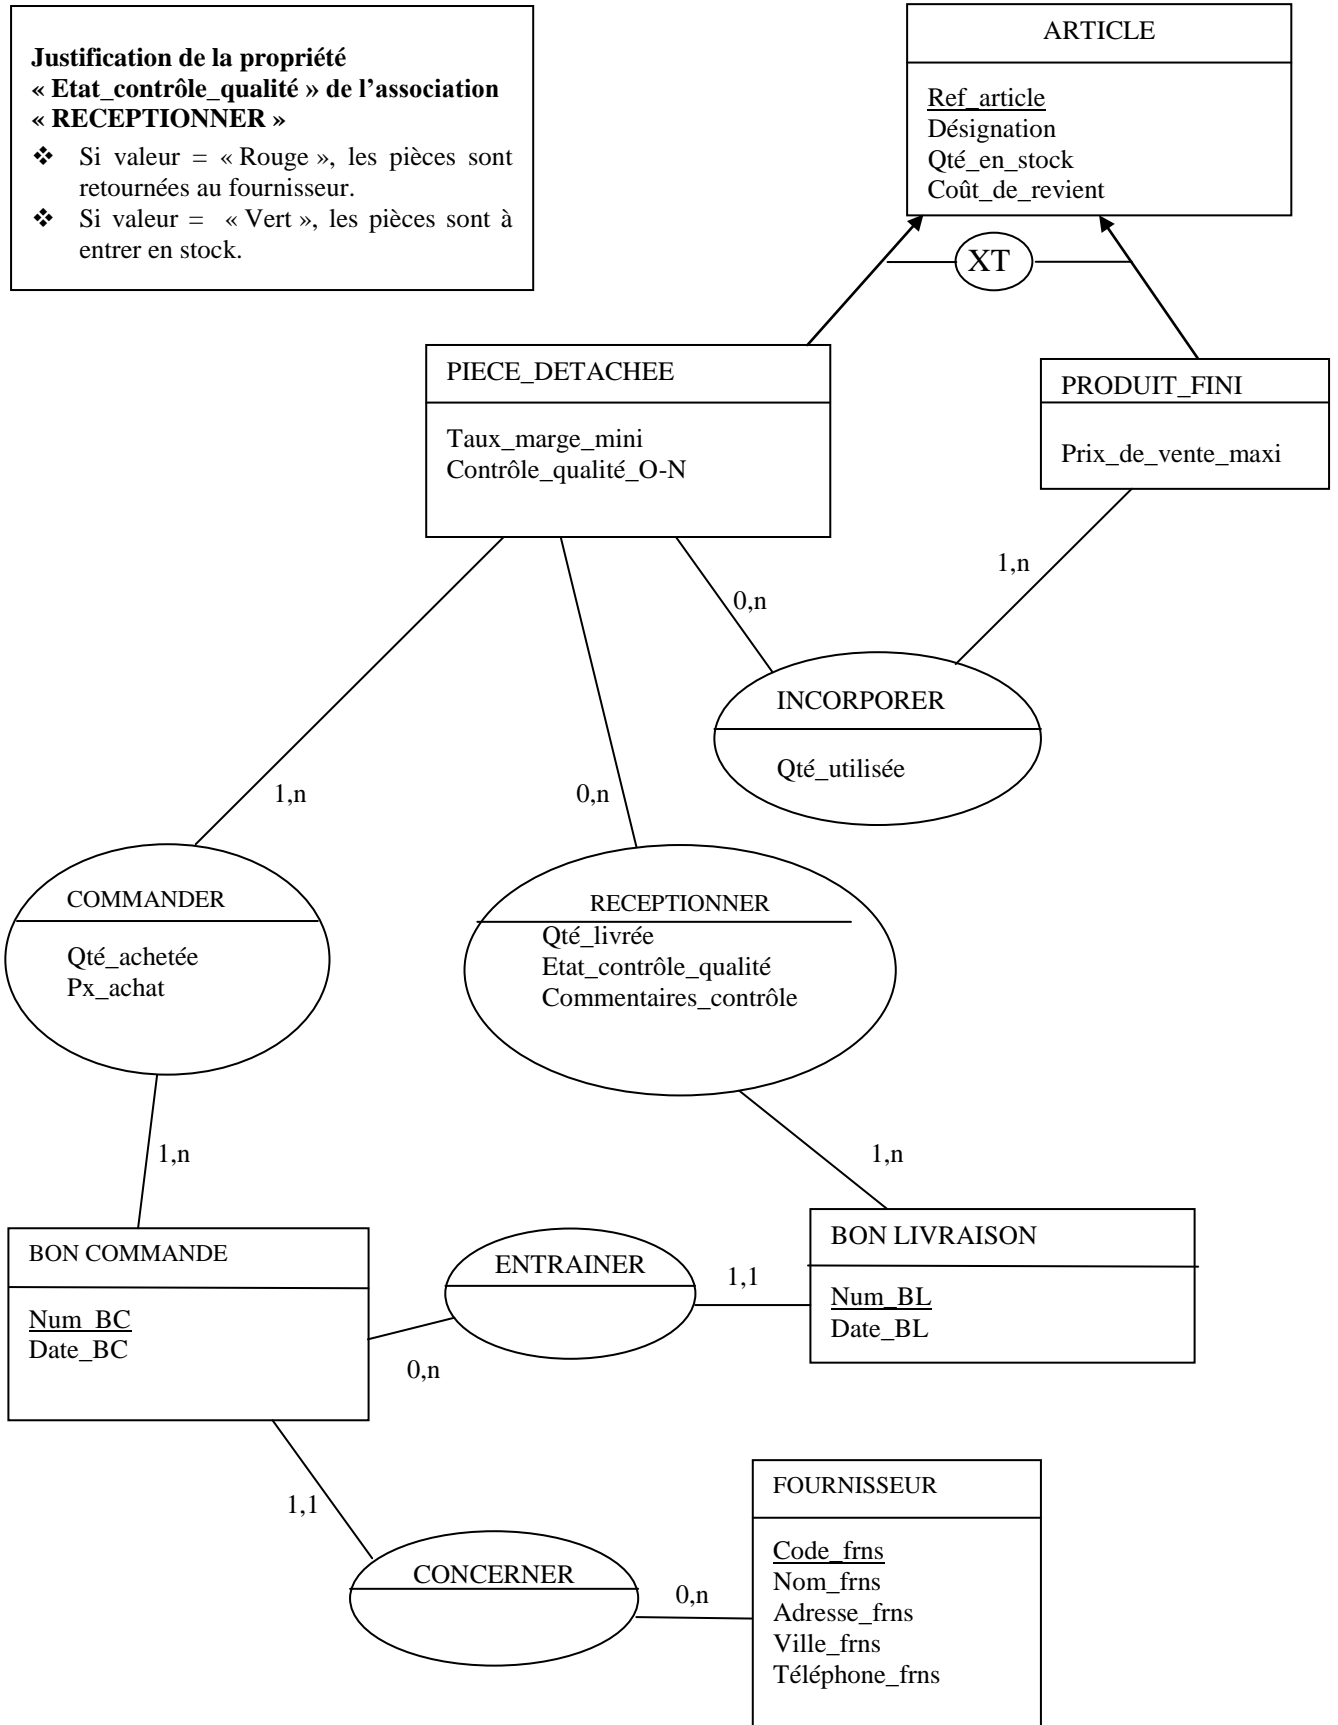 Justification de la propriété
« Etat_contrôle_qualité » de l’association
« RECEPTIONNER »
❖ Si valeur = « Rouge », les pièces sont
retournées au fournisseur.
❖ Si valeur = « Vert », les pièces sont à
entrer en stock.
ARTICLE
Ref_article
Désignation
Qté_en_stock
Coût_de_revient
XT
PIECE_DETACHEE
Taux_marge_mini
Contrôle_qualité_O-N
PRODUIT_FINI
Prix_de_vente_maxi
1,n
0,n
INCORPORER
Qté_utilisée
1,n
0,n
COMMANDER
Qté_achetée
Px_achat
RECEPTIONNER
Qté_livrée
Etat_contrôle_qualité
Commentaires_contrôle
1,n
1,n
BON COMMANDE
Num_BC
Date_BC
ENTRAINER
1,1
0,n
BON LIVRAISON
Num_BL
Date_BL
1,1
CONCERNER
0,n
FOURNISSEUR
Code_frns
Nom_frns
Adresse_frns
Ville_frns
Téléphone_frns